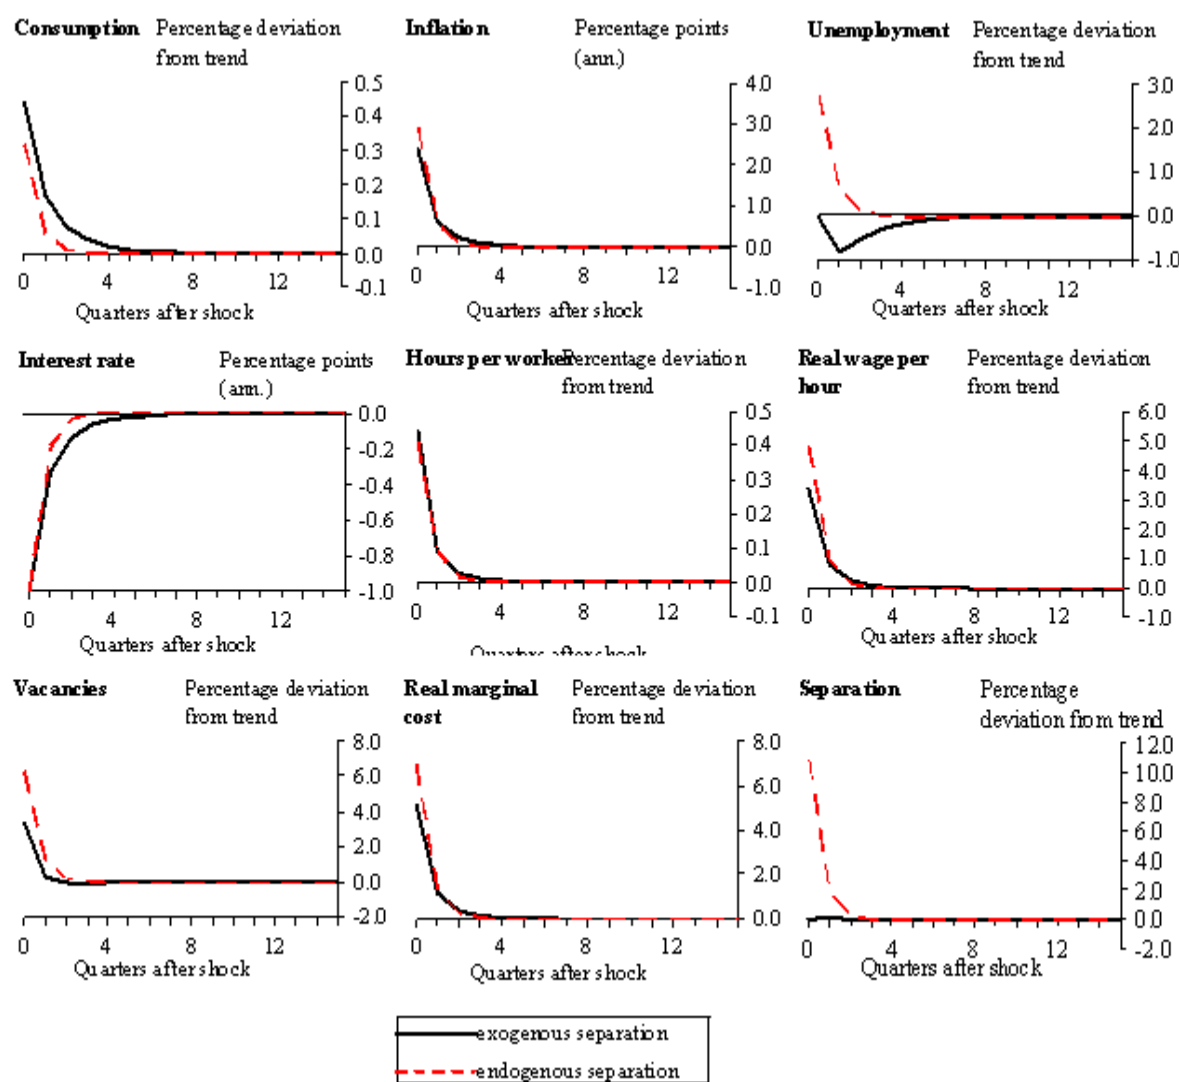 Consumption Percentage deviation
from trend
0.5
0.4
0.3
0.2
0.1
0.0
-0.1
0 4 8 12
Quarters after shock
Inflation Percentage points
(ann.)
4.0
3.0
2.0
1.0
0.0
-1.0
0 4 8 12
Quarters after shock
Unemployment Percentage deviation
from trend
3.0
2.0
1.0
0.0
-1.0
0 4 8 12
Quarters after shock
Interest rate Percentage points
(ann.)
-0.0
-0.2
-0.4
-0.6
-0.8
-1.0
0 4 8 12
Quarters after shock
Hours per worker Percentage deviation
from trend
0.5
0.4
0.3
0.2
0.1
0.0
-0.1
0 4 8 12
Quarters after shock
Real wage per Percentage deviation
hour from trend
6.0
5.0
4.0
3.0
2.0
1.0
0.0
-1.0
0 4 8 12
Quarters after shock
Vacancies Percentage deviation
from trend
8.0
6.0
4.0
2.0
0.0
-2.0
0 4 8 12
Quarters after shock
Real marginal Percentage deviation
cost from trend
8.0
6.0
4.0
2.0
0.0
0 4 8 12
Quarters after shock
Separation Percentage
deviation from trend
12.0
10.0
8.0
6.0
4.0
2.0
0.0
-2.0
0 4 8 12
Quarters after shock
exogenous separation
endogenous separation